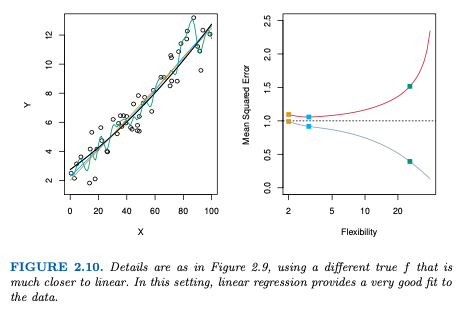 12
10
8
6
4
2
Y
0 20 40 60 80 100
X
2.5
2.0
1.5
1.0
0.5
0.0
Mean Squared Error
2 5 10 20
Flexibility
FIGURE 2.10. Details are as in Figure 2.9, using a different true f that is
much closer to linear. In this setting, linear regression provides a very good fit to
the data.